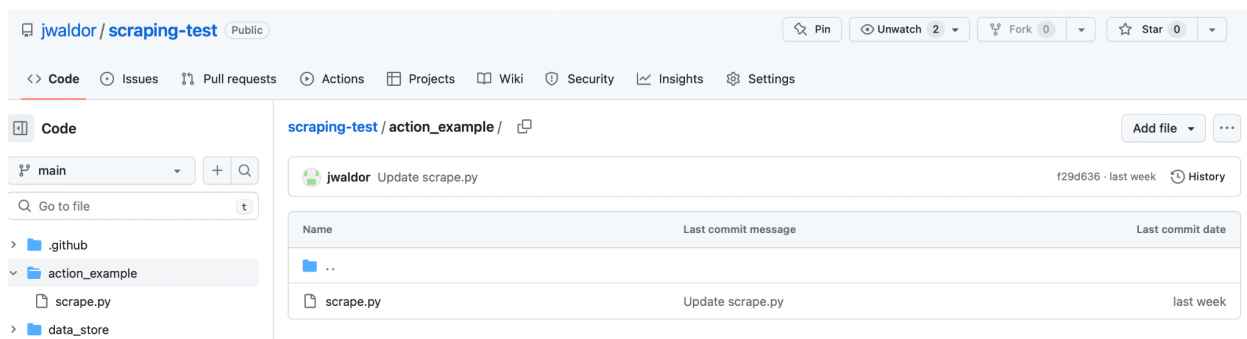 jwaldor / scraping-test Public
Pin
Unwatch 2
Fork 0
Star 0
Code
Issues
Pull requests
Actions
Projects
Wiki
Security
Insights
Settings
Code
main
Go to file
t
.github
action_example
scrape.py
data_store
scraping-test / action_example /
Add file
jwaldor Update scrape.py
f29d636 · last week
History
Name Last commit message Last commit date
..
scrape.py Update scrape.py last week